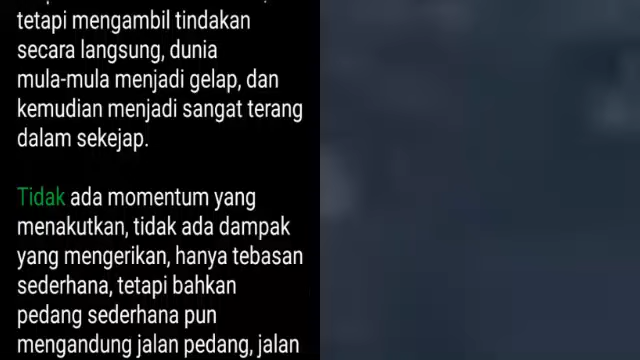 tetapi mengambil tindakan
secara langsung, dunia
mula-mula menjadi gelap, dan
kemudian menjadi sangat terang
dalam sekejap.
Tidak ada momentum yang
menakutkan, tidak ada dampak
yang mengerikan, hanya tebasan
sederhana, tetapi bahkan
pedang sederhana pun
mengandung jalan pedang, jalan